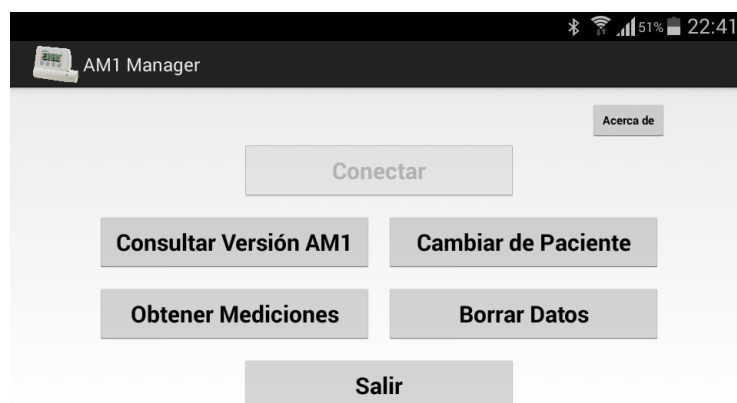 51% 22:41
AM1 Manager
Acerca de
Conectar
Consultar Versión AM1 Cambiar de Paciente
Obtener Mediciones Borrar Datos
Salir